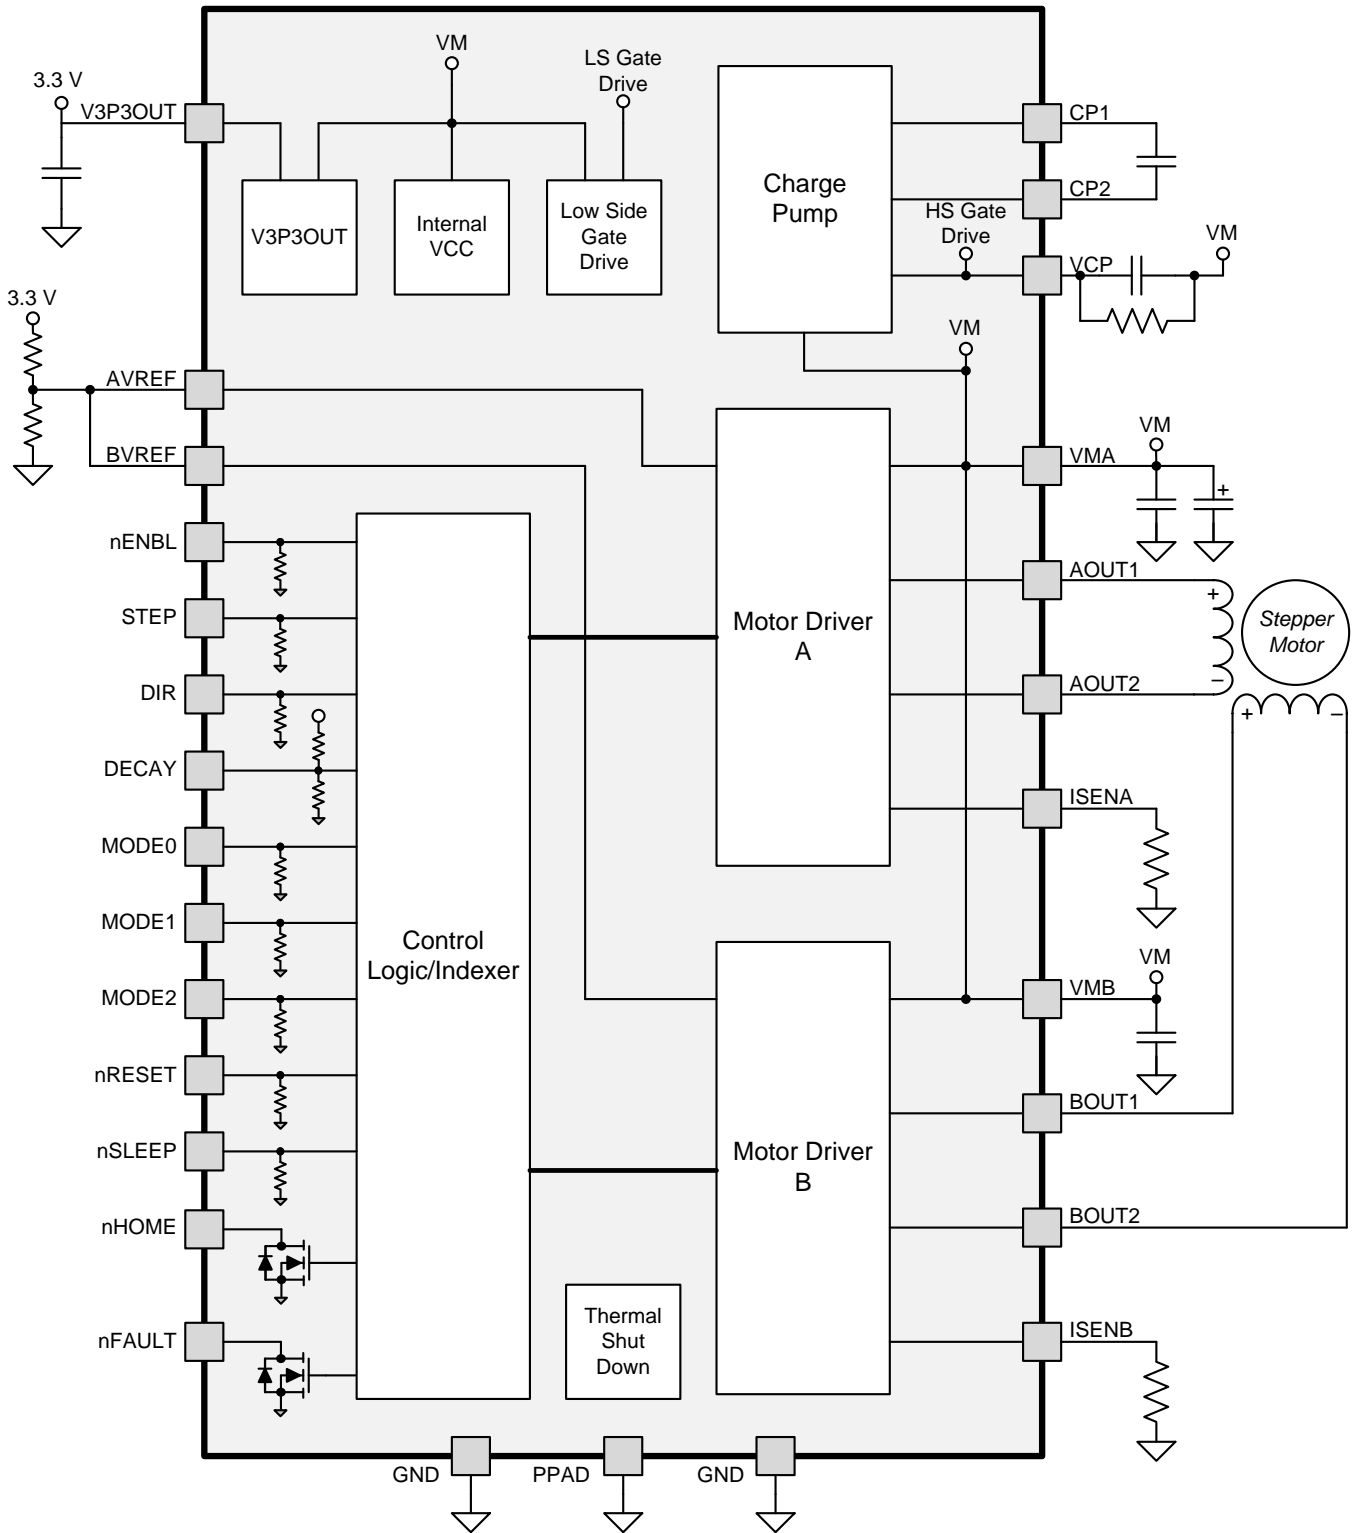 VM
LS Gate
Drive
3.3 V
V3P3OUT
CP1
Charge
Pump
CP2
V3P3OUT
Internal
VCC
Low Side
Gate
Drive
HS Gate
Drive
VCP
VM
3.3 V
VM
AVREF
BVREF
VM
VMA
+
nENBL
AOUT1
STEP
Motor Driver
A
+
Stepper
Motor
–
DIR
AOUT2
+
–
DECAY
ISENA
MODE0
MODE1
Control
Logic/Indexer
MODE2
VM
VMB
nRESET
BOUT1
nSLEEP
Motor Driver
B
nHOME
BOUT2
Thermal
Shut
Down
nFAULT
ISENB
GND
PPAD
GND